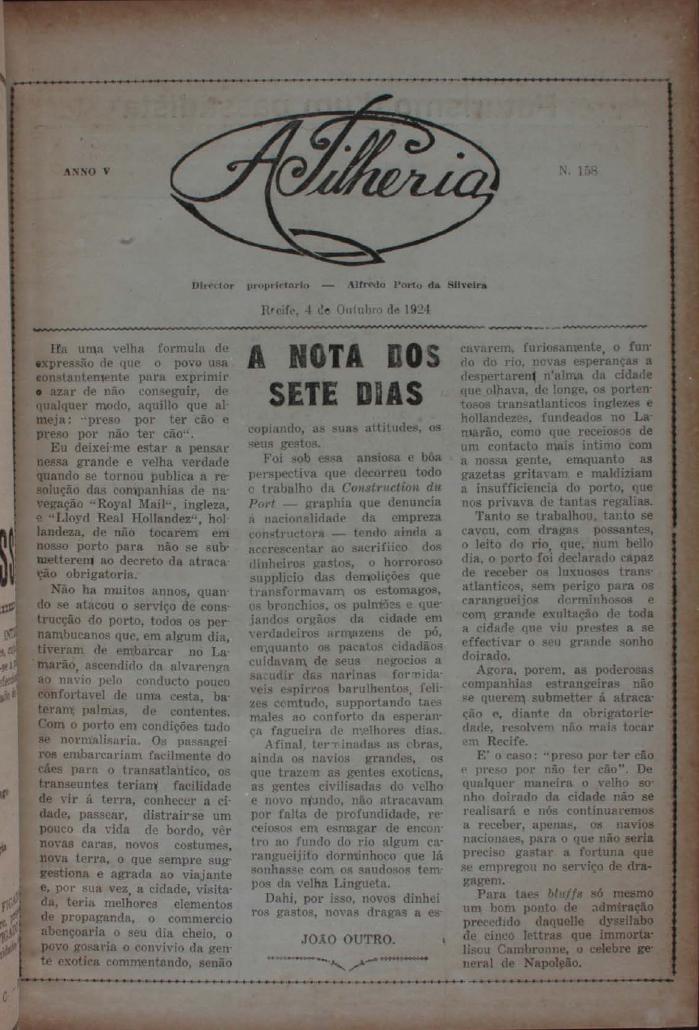 ANNO V
A Pilheria
N. 158
Director proprietario — Alfredo Porto da Silveira
Recife, 4 de Outubro de 1924
Ha uma velha formula de
expressão de que o povo usa
constantemente para exprimir
o azar de não conseguir, de
qualquer modo, aquillo que al-
meja: "preso por ter cão e
preso por não ter cão".
Eu deixei-me estar a pensar
nessa grande e velha verdade
quando se tornou publica a re-
solução das companhias de na-
vegação "Royal Mail", ingleza,
e "Lloyd Real Hollandez", hol-
landeza, de não tocarem em
nosso porto para não se sub-
metterem ao decreto da atraca-
ção obrigatoria.
Não ha muitos annos, quan-
do se atacou o serviço de cons-
trucção do porto, todos os per-
nambucanos que, em algum dia,
tiveram de embarcar no La-
marão, ascendido da alvarenga
ao navio pelo conducto pouco
confortavel de uma cesta, ba-
teram palmas, de contentes.
Com o porto em condições tudo
se normalisaria. Os passagei-
ros embarcariam facilmente do
cáes para o transatlantico, os
transeuntes teriam facilidade
de vir á terra, conhecer a ci-
dade, passear, distrair-se um
pouco da vida de bordo, vêr
novas caras, novos costumes,
nova terra, o que sempre sug-
gestiona e agrada ao viajante
e, por sua vez, a cidade, visita-
da, teria melhores elementos
de propaganda, o commercio
abençoaria o seu dia cheio, o
povo gosaria o convivio da gen-
te exotica commentando, senão
A NOTA DOS
SETE DIAS
copiando, as suas attitudes, os
seus gestos.
Foi sob essa ansiosa e bôa
perspectiva que decorreu todo
o trabalho da Construction du
Port — graphia que denuncia
á nacionalidade da empreza
constructora — tendo ainda a
accrescentar ao sacrificio dos
dinheiros gastos, o horroroso
supplicio das demolições que
transformavam os estomagos,
os bronchios, os pulmões e que-
jandos orgãos da cidade em
verdadeiros armazens de pó,
emquanto os pacatos cidadãos
cuidavam de seus negocios a
sacudir das narinas formida-
veis espirros barulhentos, feli-
zes comtudo, supportando taes
males ao conforto da esperan-
ça fagueira de melhores dias.
Afinal, terminadas as obras,
ainda os navios grandes, os
que trazem as gentes exoticas,
as gentes civilisadas do velho
e novo mundo, não atracavam
por falta de profundidade, re-
ceiosos em esmagar de encon-
tro ao fundo do rio algum ca-
rangueijito dorminhoco que lá
sonhasse com os saudosos tem-
pos da velha Lingueta.
Dahi, por isso, novos dinhei-
ros gastos, novas dragas a es-
JOÃO OUTRO.
cavarem, furiosamente, o fun-
do do rio, novas esperanças a
despertarem n'alma da cidade
que olhava, de longe, os porten-
tosos transatlanticos inglezes e
hollandezes, fundeados no La-
marão, como que receiosos de
um contacto mais intimo com
a nossa gente, emquanto as
gazetas gritavam e maldiziam
a insufficiencia do porto, que
nos privava de tantas regalias.
Tanto se trabalhou, tanto se
cavou, com dragas possantes,
o leito do rio, que, num bello
dia, o porto foi declarado capaz
de receber os luxuosos trans-
atlanticos, sem perigo para os
carangueijos dorminhosos e
com grande exultação de toda
a cidade que viu prestes a se
effectivar o seu grande sonho
doirado.
Agora, porem, as poderosas
companhias estrangeiras não
se querem submetter á atraca-
ção e, diante da obrigatorie-
dade, resolvem não mais tocar
em Recife.
E' o caso: "preso por ter cão
e preso por não ter cão". De
qualquer maneira o velho so-
nho doirado da cidade não se
realisará e nós continuaremos
a receber, apenas, os navios
nacionaes, para o que não seria
preciso gastar a fortuna que
se empregou no serviço de dra-
gagem.
Para taes bluffs só mesmo
um bom ponto de admiração
precedido daquelle dyssilabo
de cinco lettras que immorta-
lisou Cambronne, o celebre ge-
neral de Napoleão.